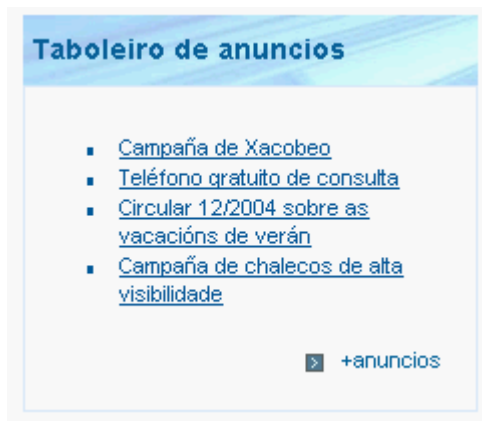 Taboleiro de anuncios
Campaña de Xacobeo
Teléfono gratuito de consulta
Circular 12/2004 sobre as
vacacións de verán
Campaña de chalecos de alta
visibilidade
+anuncios